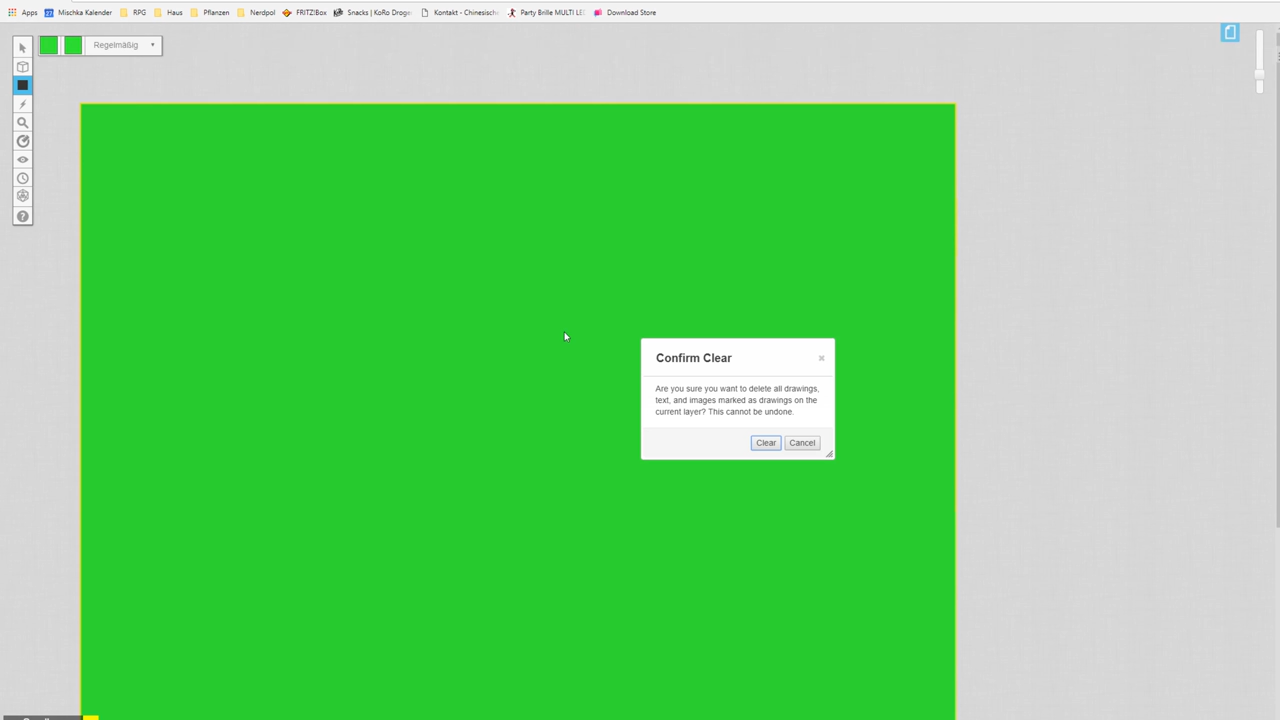 Apps Mischka Kalender RPG Haus Pflanzen Nerdpol FRITZ!Box Snacks | KoRo Droge Kontakt - Chinesische Party Brille MULTI LE Download Store
Regelmäßig
Confirm Clear
Are you sure you want to delete all drawings,
text, and images marked as drawings on the
current layer? This cannot be undone.
Clear Cancel